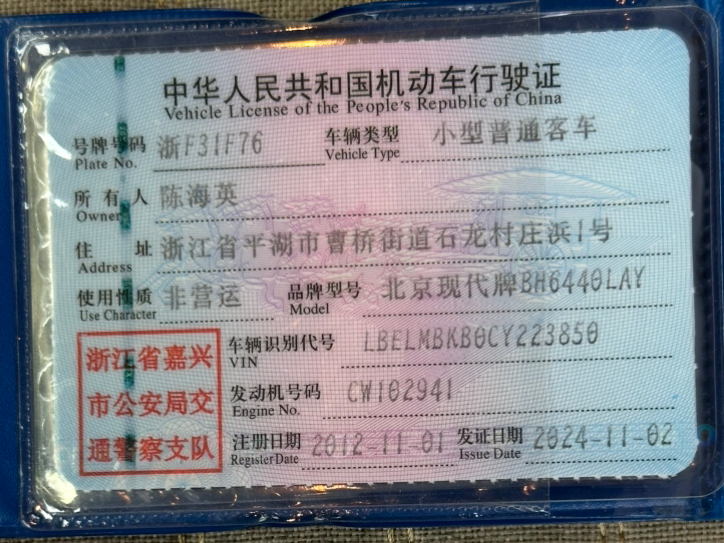 中华人民共和国机动车行驶证
Vehicle License of the People's Republic of China
号牌号码 浙F31F76 车辆类型 小型普通客车
Plate No. Vehicle Type
所有人 陈海英
Owner
住址 浙江省平湖市曹桥街道石龙村庄浜1号
Address
使用性质 非营运 品牌型号 北京现代牌BH6440LAY
Use Character Model
浙江省嘉兴
市公安局交
通警察支队
车辆识别代号 LBELMBKB0CY223850
VIN
发动机号码 CW102941
Engine No.
注册日期 2012-11-01 发证日期 2024-11-02
Register Date Issue Date